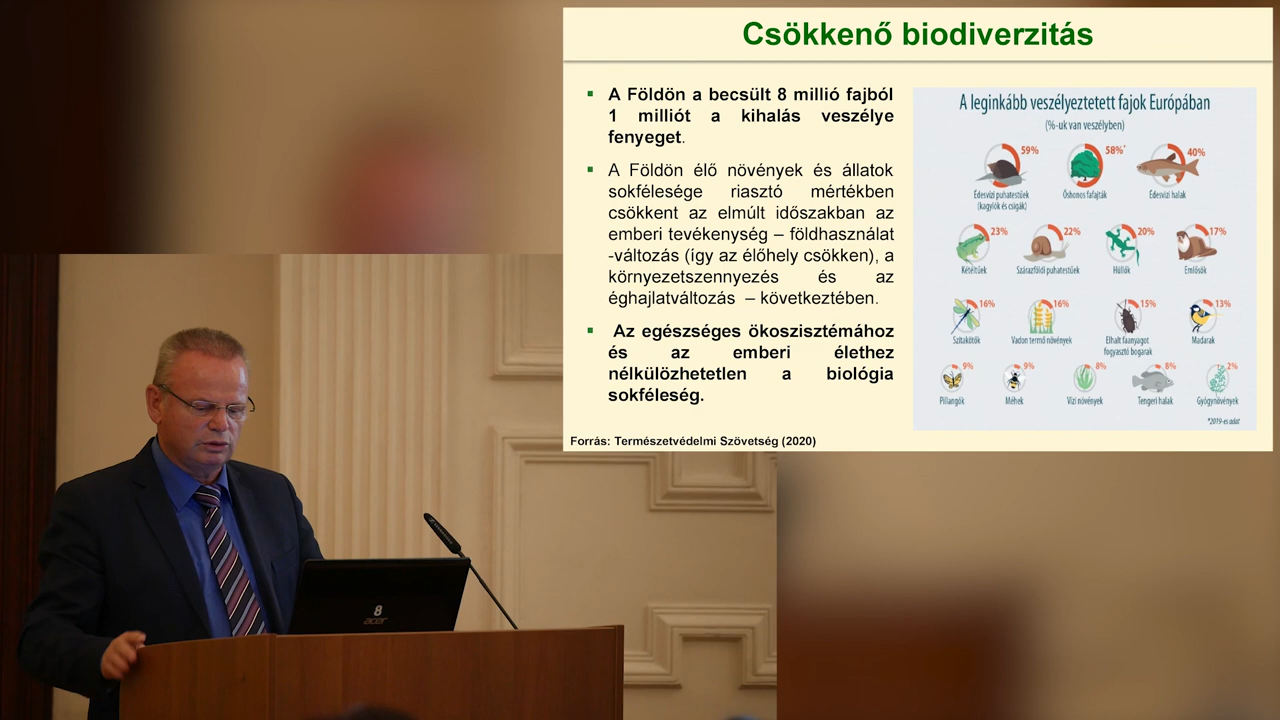 Csökkenő biodiverzitás
▪ A Földön a becsült 8 millió fajból
1 milliót a kihalás veszélye
fenyeget.
▪ A Földön élő növények és állatok
sokfélesége riasztó mértékben
csökkent az elmúlt időszakban az
emberi tevékenység – földhasználat
-változás (így az élőhely csökken), a
környezetszennyezés és az
éghajlatváltozás – következtében.
▪ Az egészséges ökoszisztémához
és az emberi élethez
nélkülözhetetlen a biológia
sokféleség.
Forrás: Természetvédelmi Szövetség (2020)
A leginkább veszélyeztetett fajok Európában
(%-uk van veszélyben)
59% 58%* 40%
Édesvízi puhatestűek Őshonos fafajták Édesvízi halak
(kagylók és csigák)
23% 22% 20% 17%
Kétéltűek Szárazföldi puhatestűek Hüllők Emlősök
16% 16% 15% 13%
Szitakötők Vadon termő növények Elhalt faanyagot Madarak
fogyasztó bogarak
9% 9% 8% 8% 2%
Pillangók Méhek Vízi növények Tengeri halak Gyógynövények
*2019-es adat
8
acer